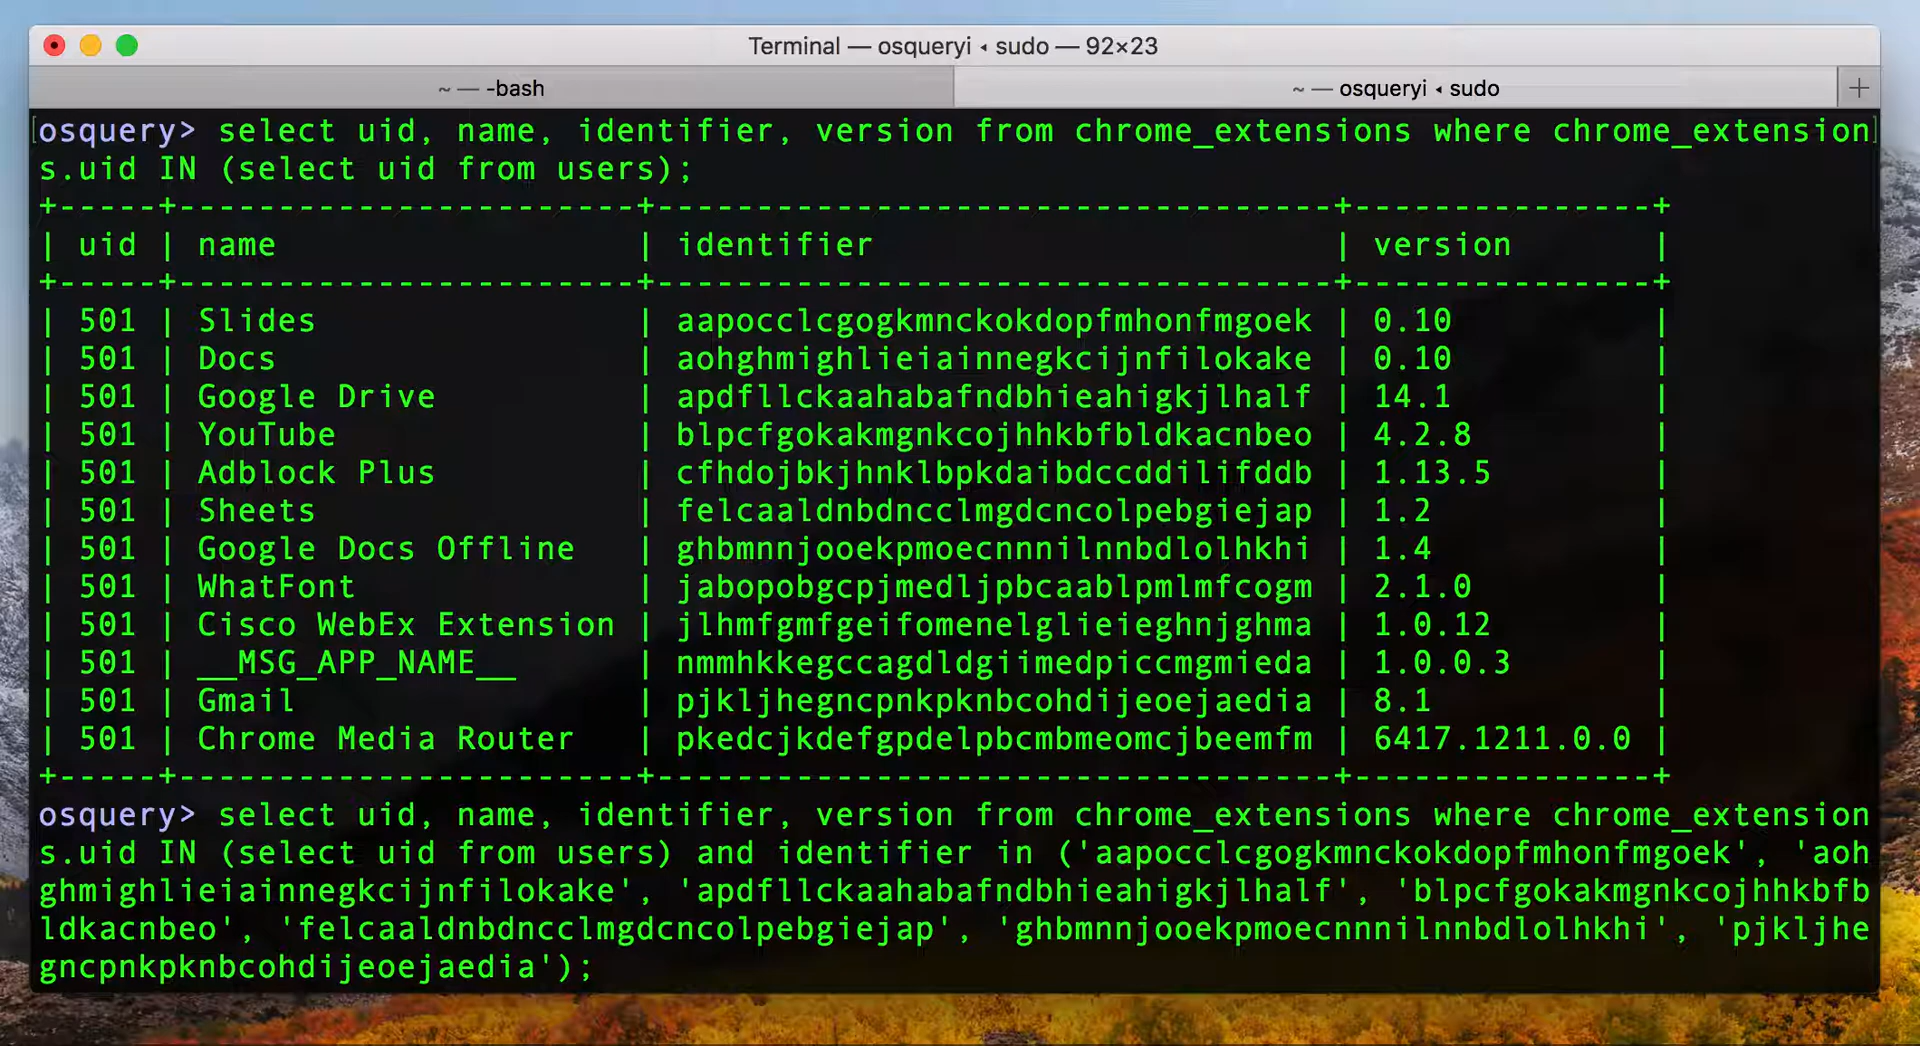 Terminal — osqueryi ◂ sudo — 92×23
~ — -bash
~ — osqueryi ◂ sudo
osquery> select uid, name, identifier, version from chrome_extensions where chrome_extension
s.uid IN (select uid from users);
+-----+-----------------------+----------------------------------+---------------+
| uid | name                  | identifier                       | version       |
+-----+-----------------------+----------------------------------+---------------+
| 501 | Slides                | aapocclcgogkmnckokdopfmhonfmgoek | 0.10          |
| 501 | Docs                  | aohghmighlieiainnegkcijnfilokake | 0.10          |
| 501 | Google Drive          | apdfllckaahabafndbhieahigkjlhalf | 14.1          |
| 501 | YouTube               | blpcfgokakmgnkcojhhkbfbldkacnbeo | 4.2.8         |
| 501 | Adblock Plus          | cfhdojbkjhnklbpkdaibdccddilifddb | 1.13.5        |
| 501 | Sheets                | felcaaldnbdncclmgdcncolpebgiejap | 1.2           |
| 501 | Google Docs Offline   | ghbmnnjooekpmoecnnnilnnbdlolhkhi | 1.4           |
| 501 | WhatFont              | jabopobgcpjmedljpbcaablpmlmfcogm | 2.1.0         |
| 501 | Cisco WebEx Extension | jlhmfgmfgeifomenelglieieghnjghma | 1.0.12        |
| 501 | __MSG_APP_NAME__      | nmmhkkegccagdldgiimedpiccmgmieda | 1.0.0.3       |
| 501 | Gmail                 | pjkljhegncpnkpknbcohdijeoejaedia | 8.1           |
| 501 | Chrome Media Router   | pkedcjkdefgpdelpbcmbmeomcjbeemfm | 6417.1211.0.0 |
+-----+-----------------------+----------------------------------+---------------+
osquery> select uid, name, identifier, version from chrome_extensions where chrome_extension
s.uid IN (select uid from users) and identifier in ('aapocclcgogkmnckokdopfmhonfmgoek', 'aoh
ghmighlieiainnegkcijnfilokake', 'apdfllckaahabafndbhieahigkjlhalf', 'blpcfgokakmgnkcojhhkbfb
ldkacnbeo', 'felcaaldnbdncclmgdcncolpebgiejap', 'ghbmnnjooekpmoecnnnilnnbdlolhkhi', 'pjkljhe
gncpnkpknbcohdijeoejaedia');